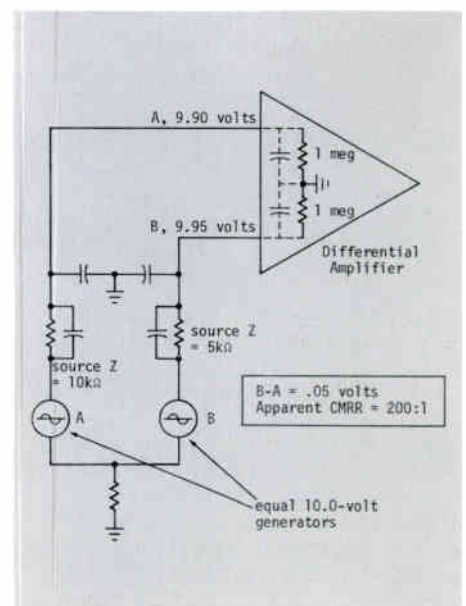 A, 9.90 volts
1 meg
1 meg
B, 9.95 volts
Differential
Amplifier
source Z
= 5kΩ
source Z
= 10kΩ
B-A = .05 volts
Apparent CMRR = 200:1
A
B
equal 10.0-volt
generators